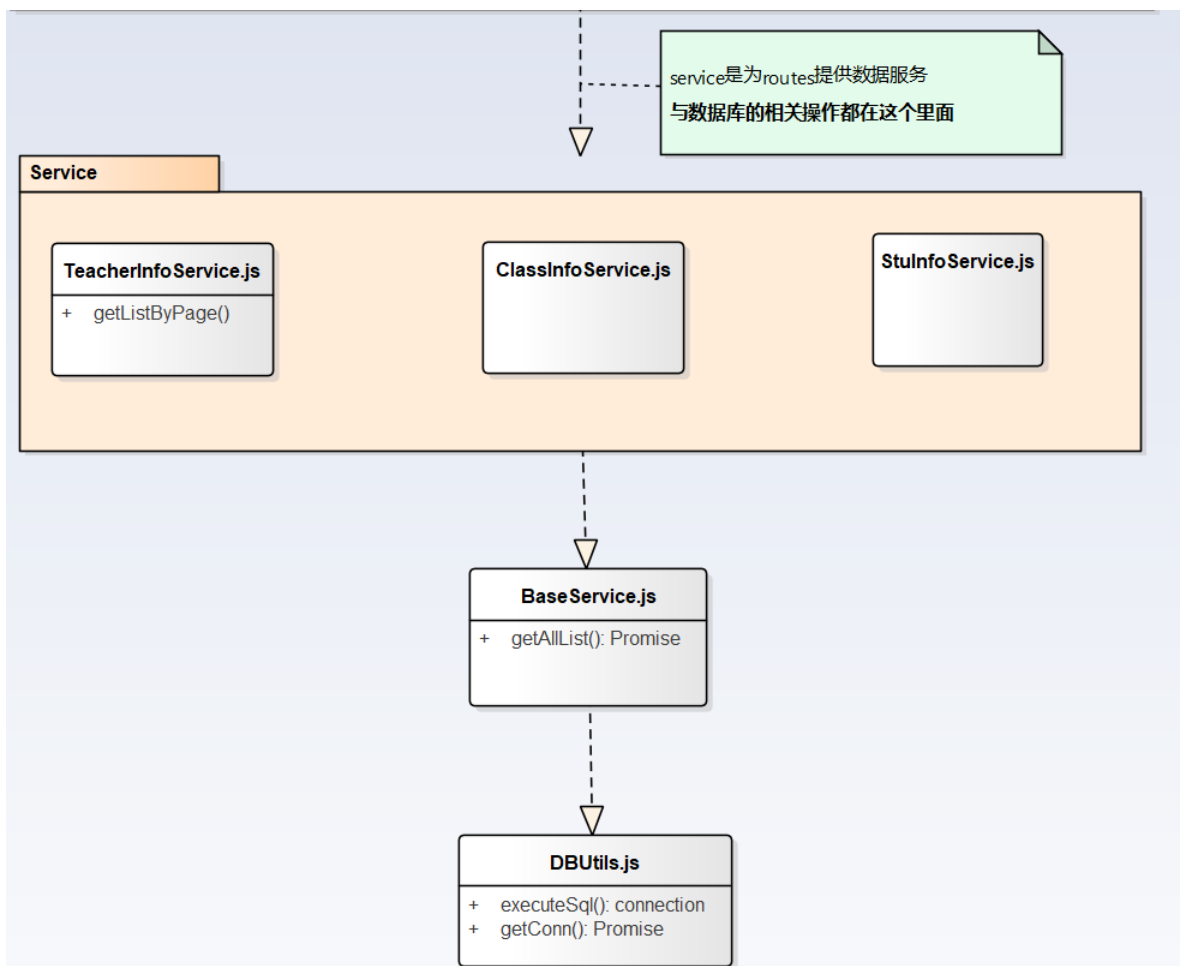 service是为routes提供数据服务
与数据库的相关操作都在这个里面
Service
TeacherInfoService.js
+ getListByPage()
ClassInfoService.js
StuInfoService.js
BaseService.js
+ getAllList(): Promise
DBUtils.js
+ executeSql(): connection
+ getConn(): Promise